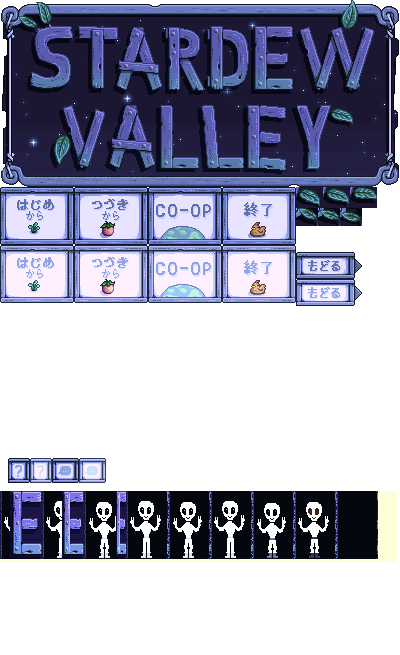 STARDEW
VALLEY
はじめ
から
つづき
から
CO-OP
終了
はじめ
から
つづき
から
CO-OP
終了
もどる
もどる
? ?
E E